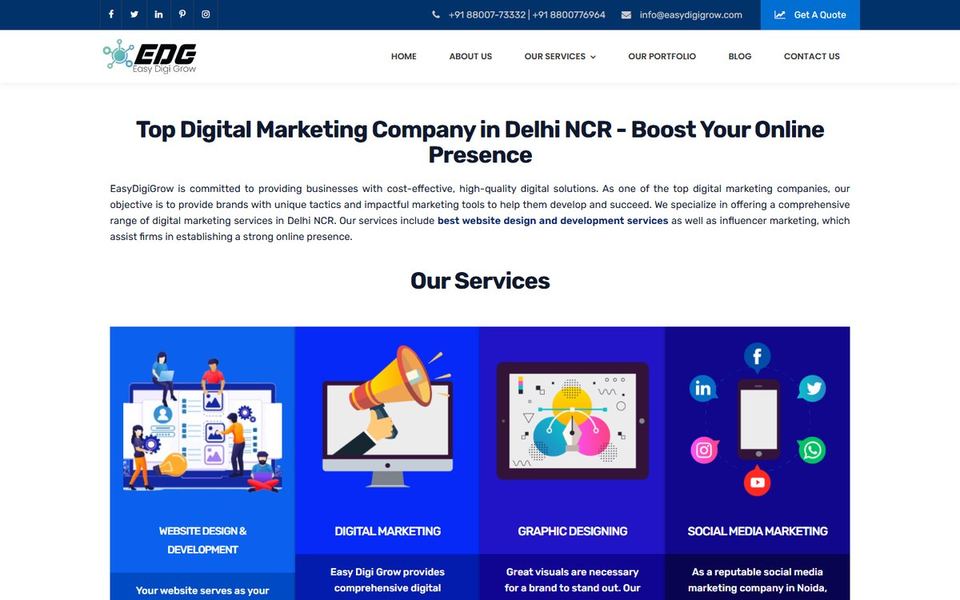 +91 88007-73332 | +91 8800776964
info@easydigigrow.com
Get A Quote
EDG
Easy Digi Grow
HOME
ABOUT US
OUR SERVICES
OUR PORTFOLIO
BLOG
CONTACT US
Top Digital Marketing Company in Delhi NCR - Boost Your Online
Presence
EasyDigiGrow is committed to providing businesses with cost-effective, high-quality digital solutions. As one of the top digital marketing companies, our
objective is to provide brands with unique tactics and impactful marketing tools to help them develop and succeed. We specialize in offering a comprehensive
range of digital marketing services in Delhi NCR. Our services include best website design and development services as well as influencer marketing, which
assist firms in establishing a strong online presence.
Our Services
WEBSITE DESIGN &
DEVELOPMENT
Your website serves as your
DIGITAL MARKETING
Easy Digi Grow provides
comprehensive digital
GRAPHIC DESIGNING
Great visuals are necessary
for a brand to stand out. Our
SOCIAL MEDIA MARKETING
As a reputable social media
marketing company in Noida,